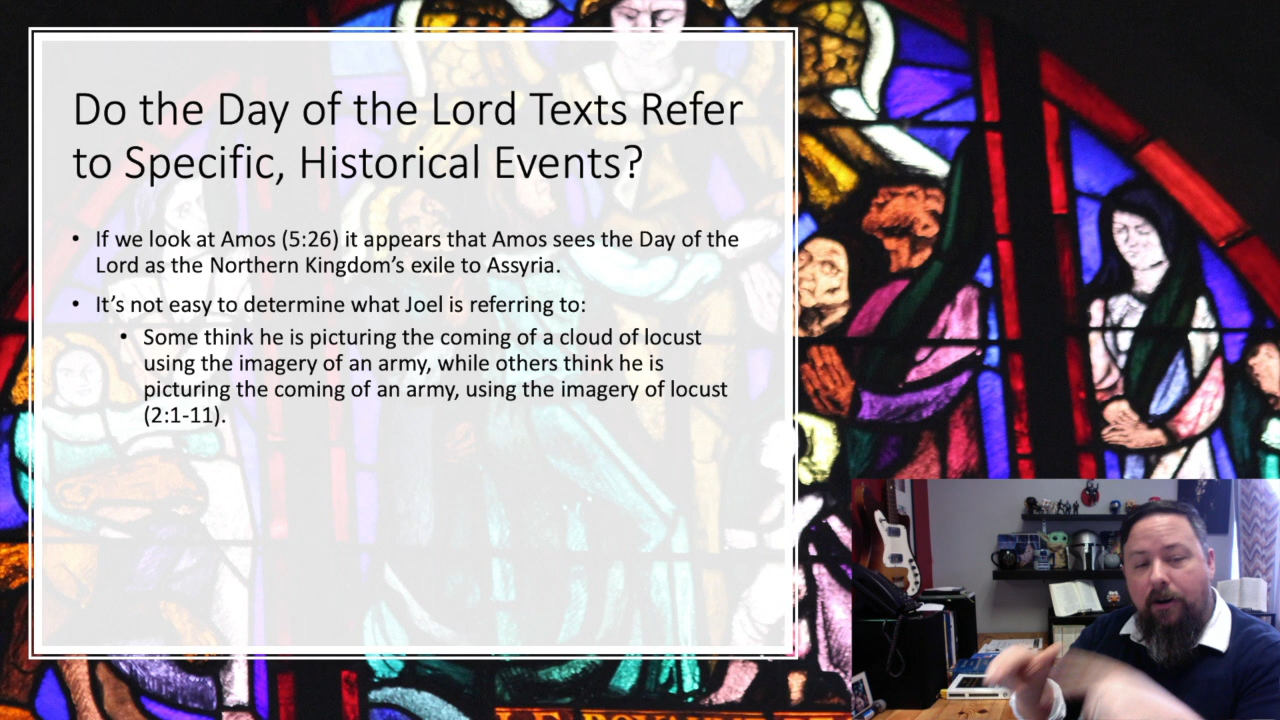 Do the Day of the Lord Texts Refer
to Specific, Historical Events?
• If we look at Amos (5:26) it appears that Amos sees the Day of the
Lord as the Northern Kingdom’s exile to Assyria.
• It’s not easy to determine what Joel is referring to:
• Some think he is picturing the coming of a cloud of locust
using the imagery of an army, while others think he is
picturing the coming of an army, using the imagery of locust
(2:1-11).